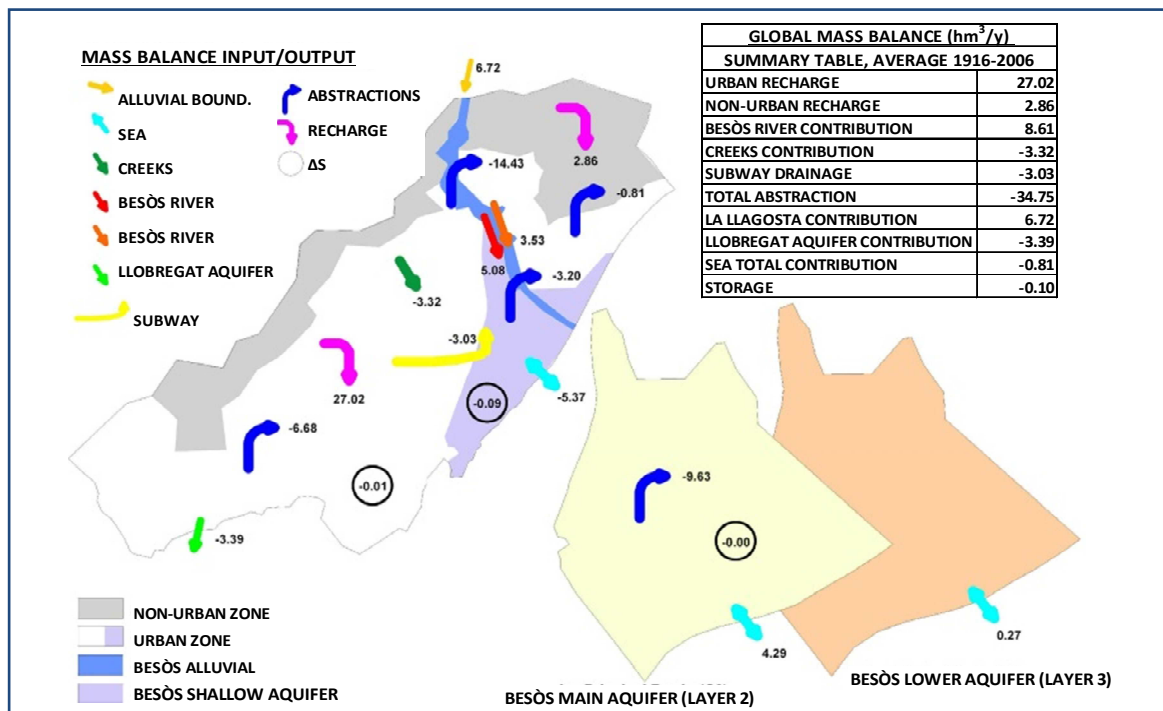 MASS BALANCE INPUT/OUTPUT
ALLUVIAL BOUND.
SEA
CREEKS
BESÒS RIVER
BESÒS RIVER
LLOBREGAT AQUIFER
SUBWAY
ABSTRACTIONS
RECHARGE
ΔS
GLOBAL MASS BALANCE (hm³/y)
SUMMARY TABLE, AVERAGE 1916-2006
URBAN RECHARGE 27.02
NON-URBAN RECHARGE 2.86
BESÒS RIVER CONTRIBUTION 8.61
CREEKS CONTRIBUTION -3.32
SUBWAY DRAINAGE -3.03
TOTAL ABSTRACTION -34.75
LA LLAGOSTA CONTRIBUTION 6.72
LLOBREGAT AQUIFER CONTRIBUTION -3.39
SEA TOTAL CONTRIBUTION -0.81
STORAGE -0.10
6.72
-14.43
2.86
-0.81
3.53
5.08
-3.20
-3.32
-3.03
27.02
-0.09
-5.37
-6.68
-0.01
-3.39
-9.63
-0.00
4.29
0.27
NON-URBAN ZONE
URBAN ZONE
BESÒS ALLUVIAL
BESÒS SHALLOW AQUIFER
BESÒS MAIN AQUIFER (LAYER 2)
BESÒS LOWER AQUIFER (LAYER 3)